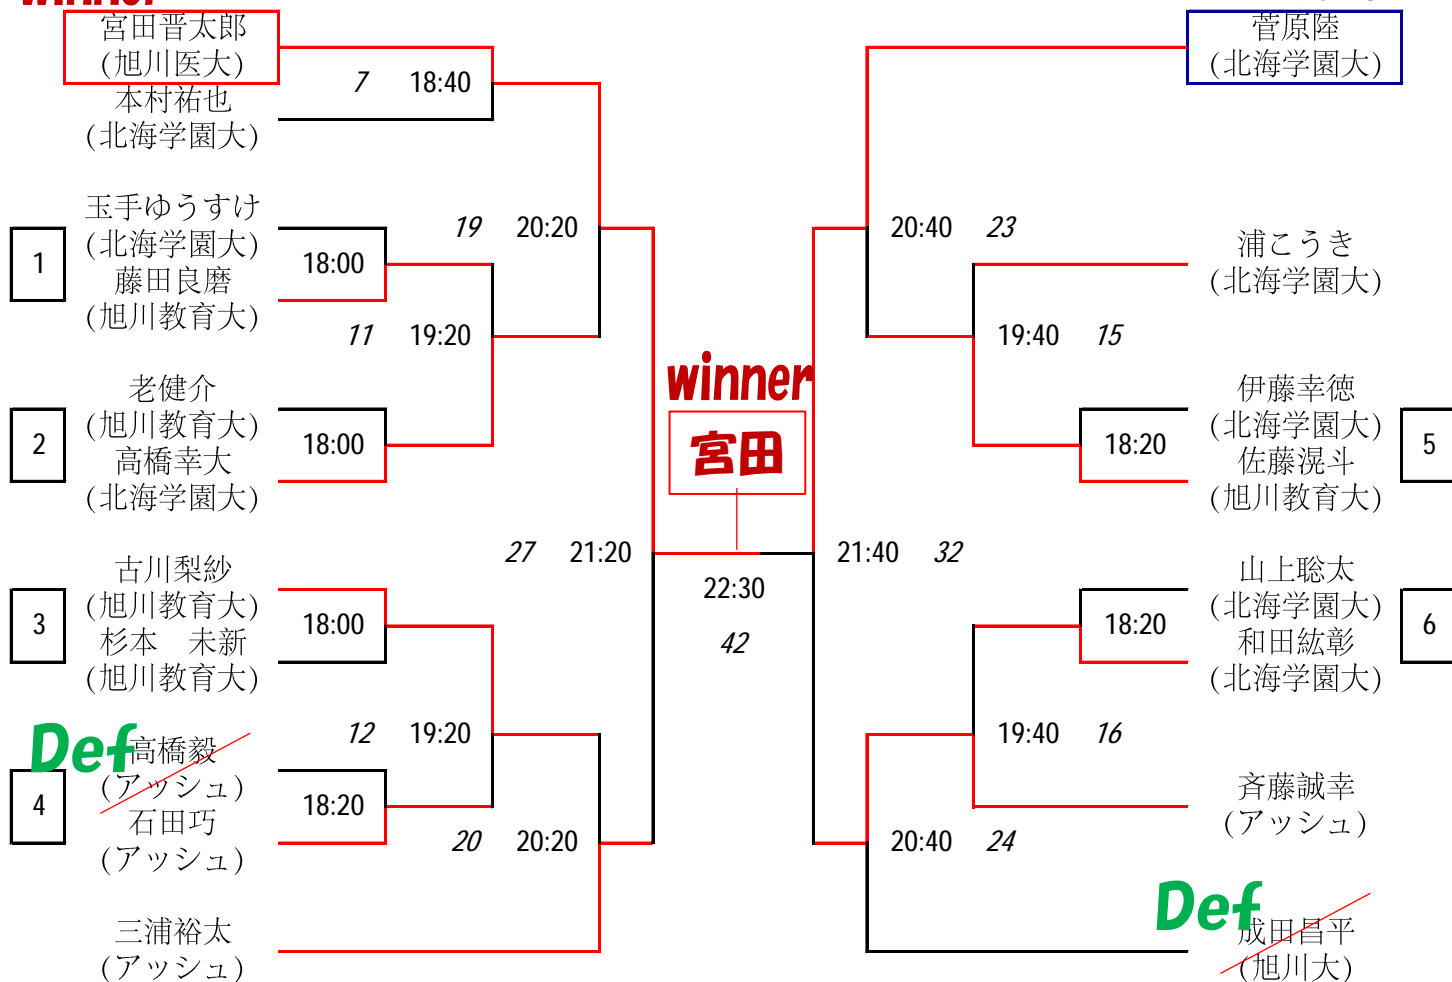 winner
宮田晋太郎
(旭川医大)
7 18:40
本村祐也
(北海学園大)
玉手ゆうすけ
(北海学園大)
1
18:00
藤田良磨
(旭川教育大)
19 20:20
11 19:20
老健介
(旭川教育大)
2
18:00
高橋幸大
(北海学園大)
27 21:20
古川梨紗
(旭川教育大)
3
18:00
杉本 未新
(旭川教育大)
12 19:20
Def
高橋毅
(アッシュ)
4
18:20
石田巧
(アッシュ)
20 20:20
三浦裕太
(アッシュ)
winner
宮田
22:30
42
菅原陸
(北海学園大)
20:40 23
浦こうき
(北海学園大)
19:40 15
伊藤幸徳
(北海学園大)
18:20
5
佐藤滉斗
(旭川教育大)
21:40 32
山上聡太
(北海学園大)
18:20
6
和田紘彰
(北海学園大)
19:40 16
斉藤誠幸
(アッシュ)
20:40 24
Def
成田昌平
(旭川大)